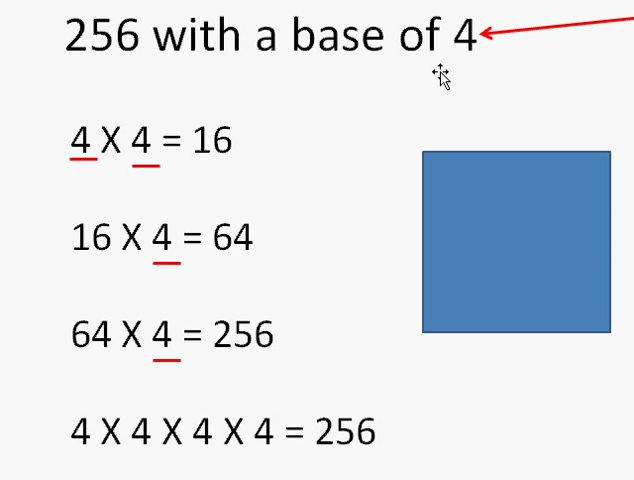 256 with a base of 4
4 X 4 = 16
16 X 4 = 64
64 X 4 = 256
4 X 4 X 4 X 4 = 256